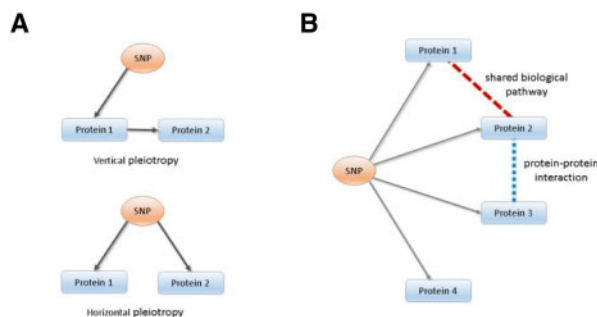 A
SNP
Protein 1
Protein 2
Vertical pleiotropy
SNP
Protein 1
Protein 2
Horizontal pleiotropy
B
Protein 1
shared biological
pathway
Protein 2
protein-protein
interaction
SNP
Protein 3
Protein 4